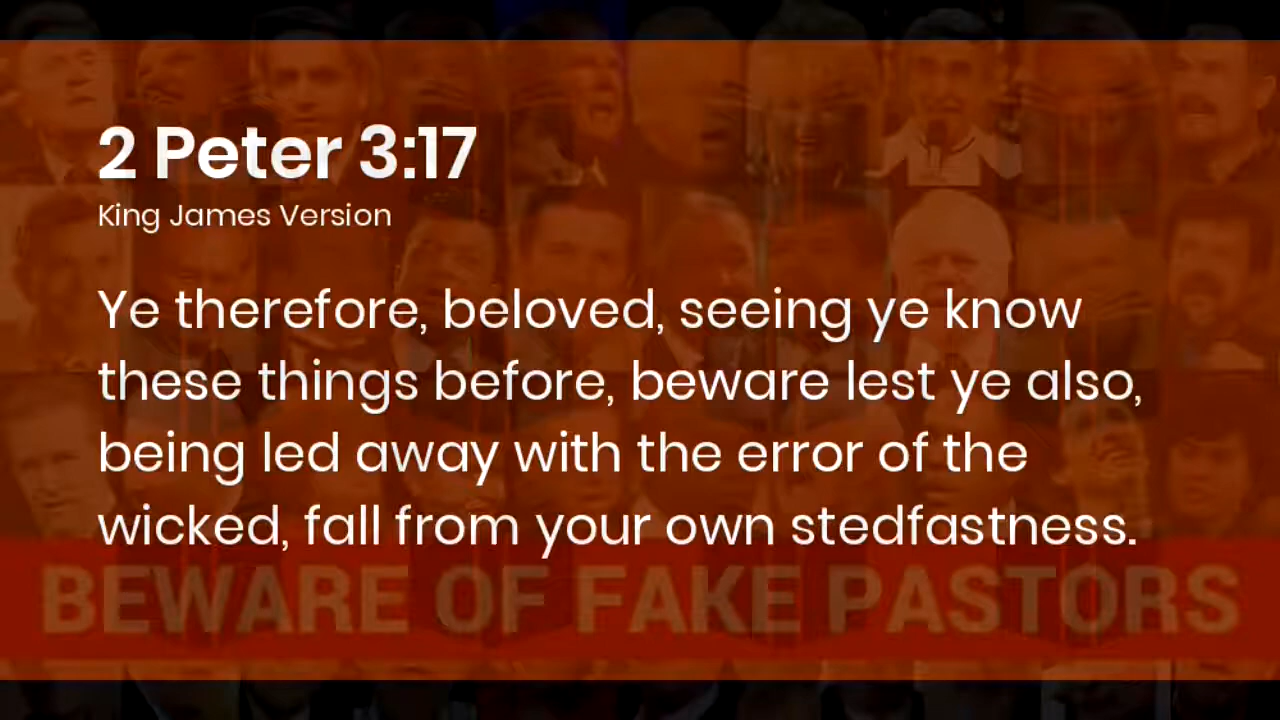 2 Peter 3:17
King James Version
Ye therefore, beloved, seeing ye know
these things before, beware lest ye also,
being led away with the error of the
wicked, fall from your own stedfastness.
BEWARE OF FAKE PASTORS